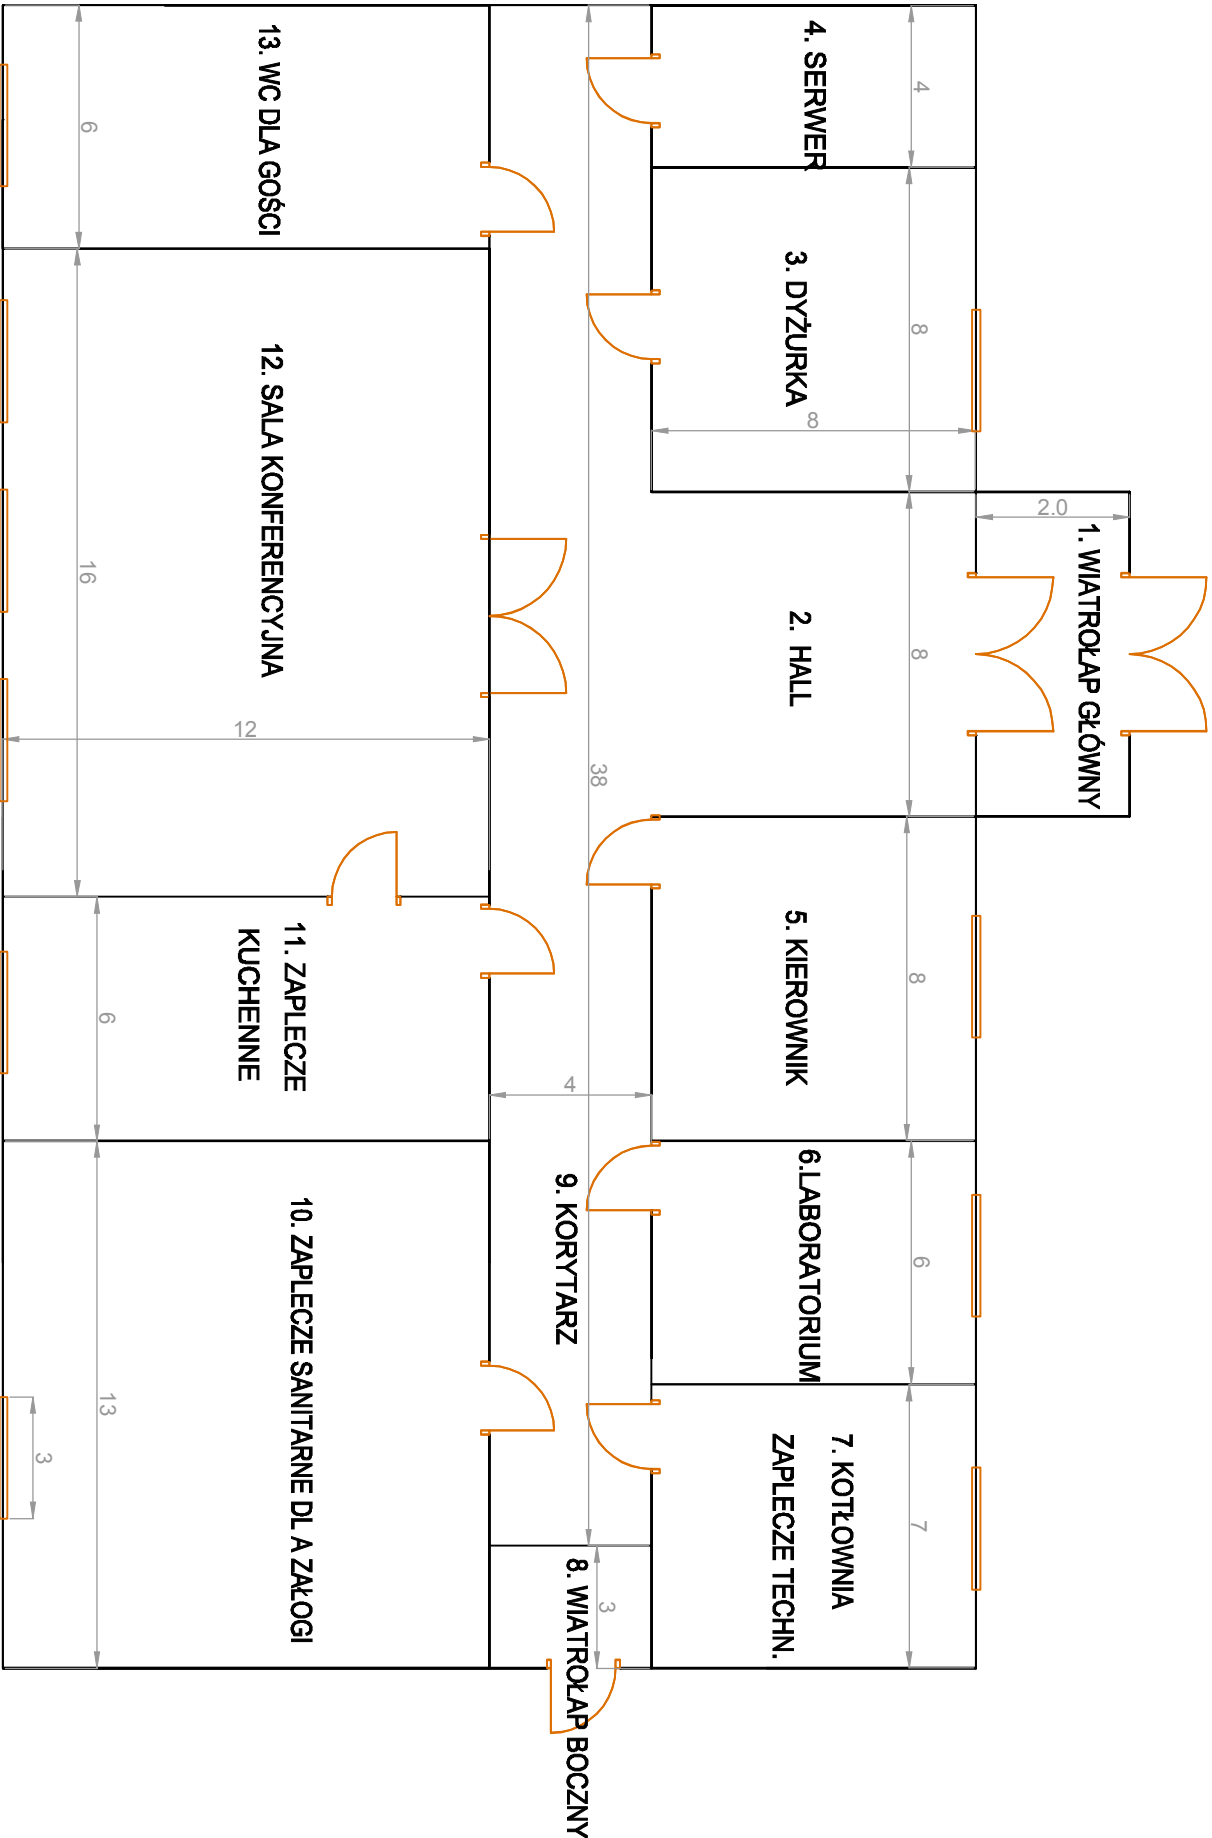 1. WIATROŁAP GŁÓWNY
2.0
4. SERWER
4
3. DYŻURKA
8
8
2. HALL
8
5. KIEROWNIK
8
6.LABORATORIUM
6
7. KOTŁOWNIA
ZAPLECZE TECHN.
7
38
4
9. KORYTARZ
8. WIATROŁAP BOCZNY
3
13. WC DLA GOŚCI
6
12. SALA KONFERENCYJNA
16
12
11. ZAPLECZE
KUCHENNE
6
10. ZAPLECZE SANITARNE DL A ZAŁOGI
13
3